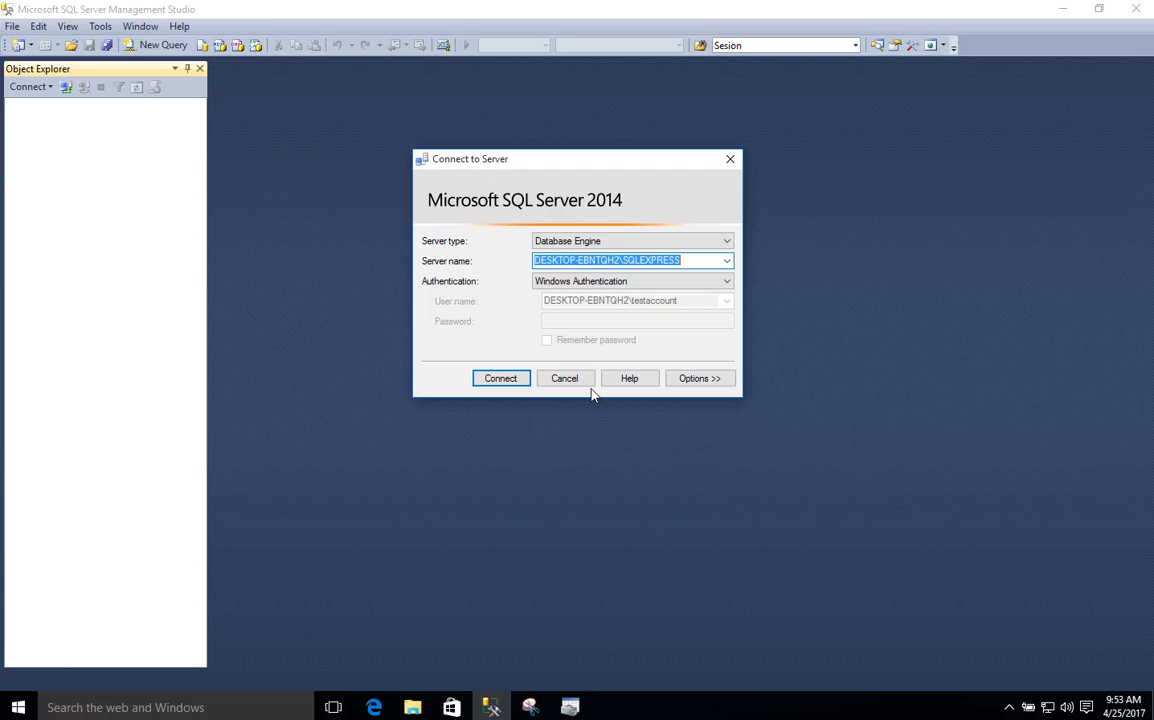 Microsoft SQL Server Management Studio
File Edit View Tools Window Help
New Query Sesion
Object Explorer
Connect
Connect to Server
Microsoft SQL Server 2014
Server type: Database Engine
Server name: DESKTOP-EBNTQH2\SQLEXPRESS
Authentication: Windows Authentication
User name: DESKTOP-EBNTQH2\testaccount
Password:
Remember password
Connect Cancel Help Options >>
Search the web and Windows
9:53 AM
4/25/2017